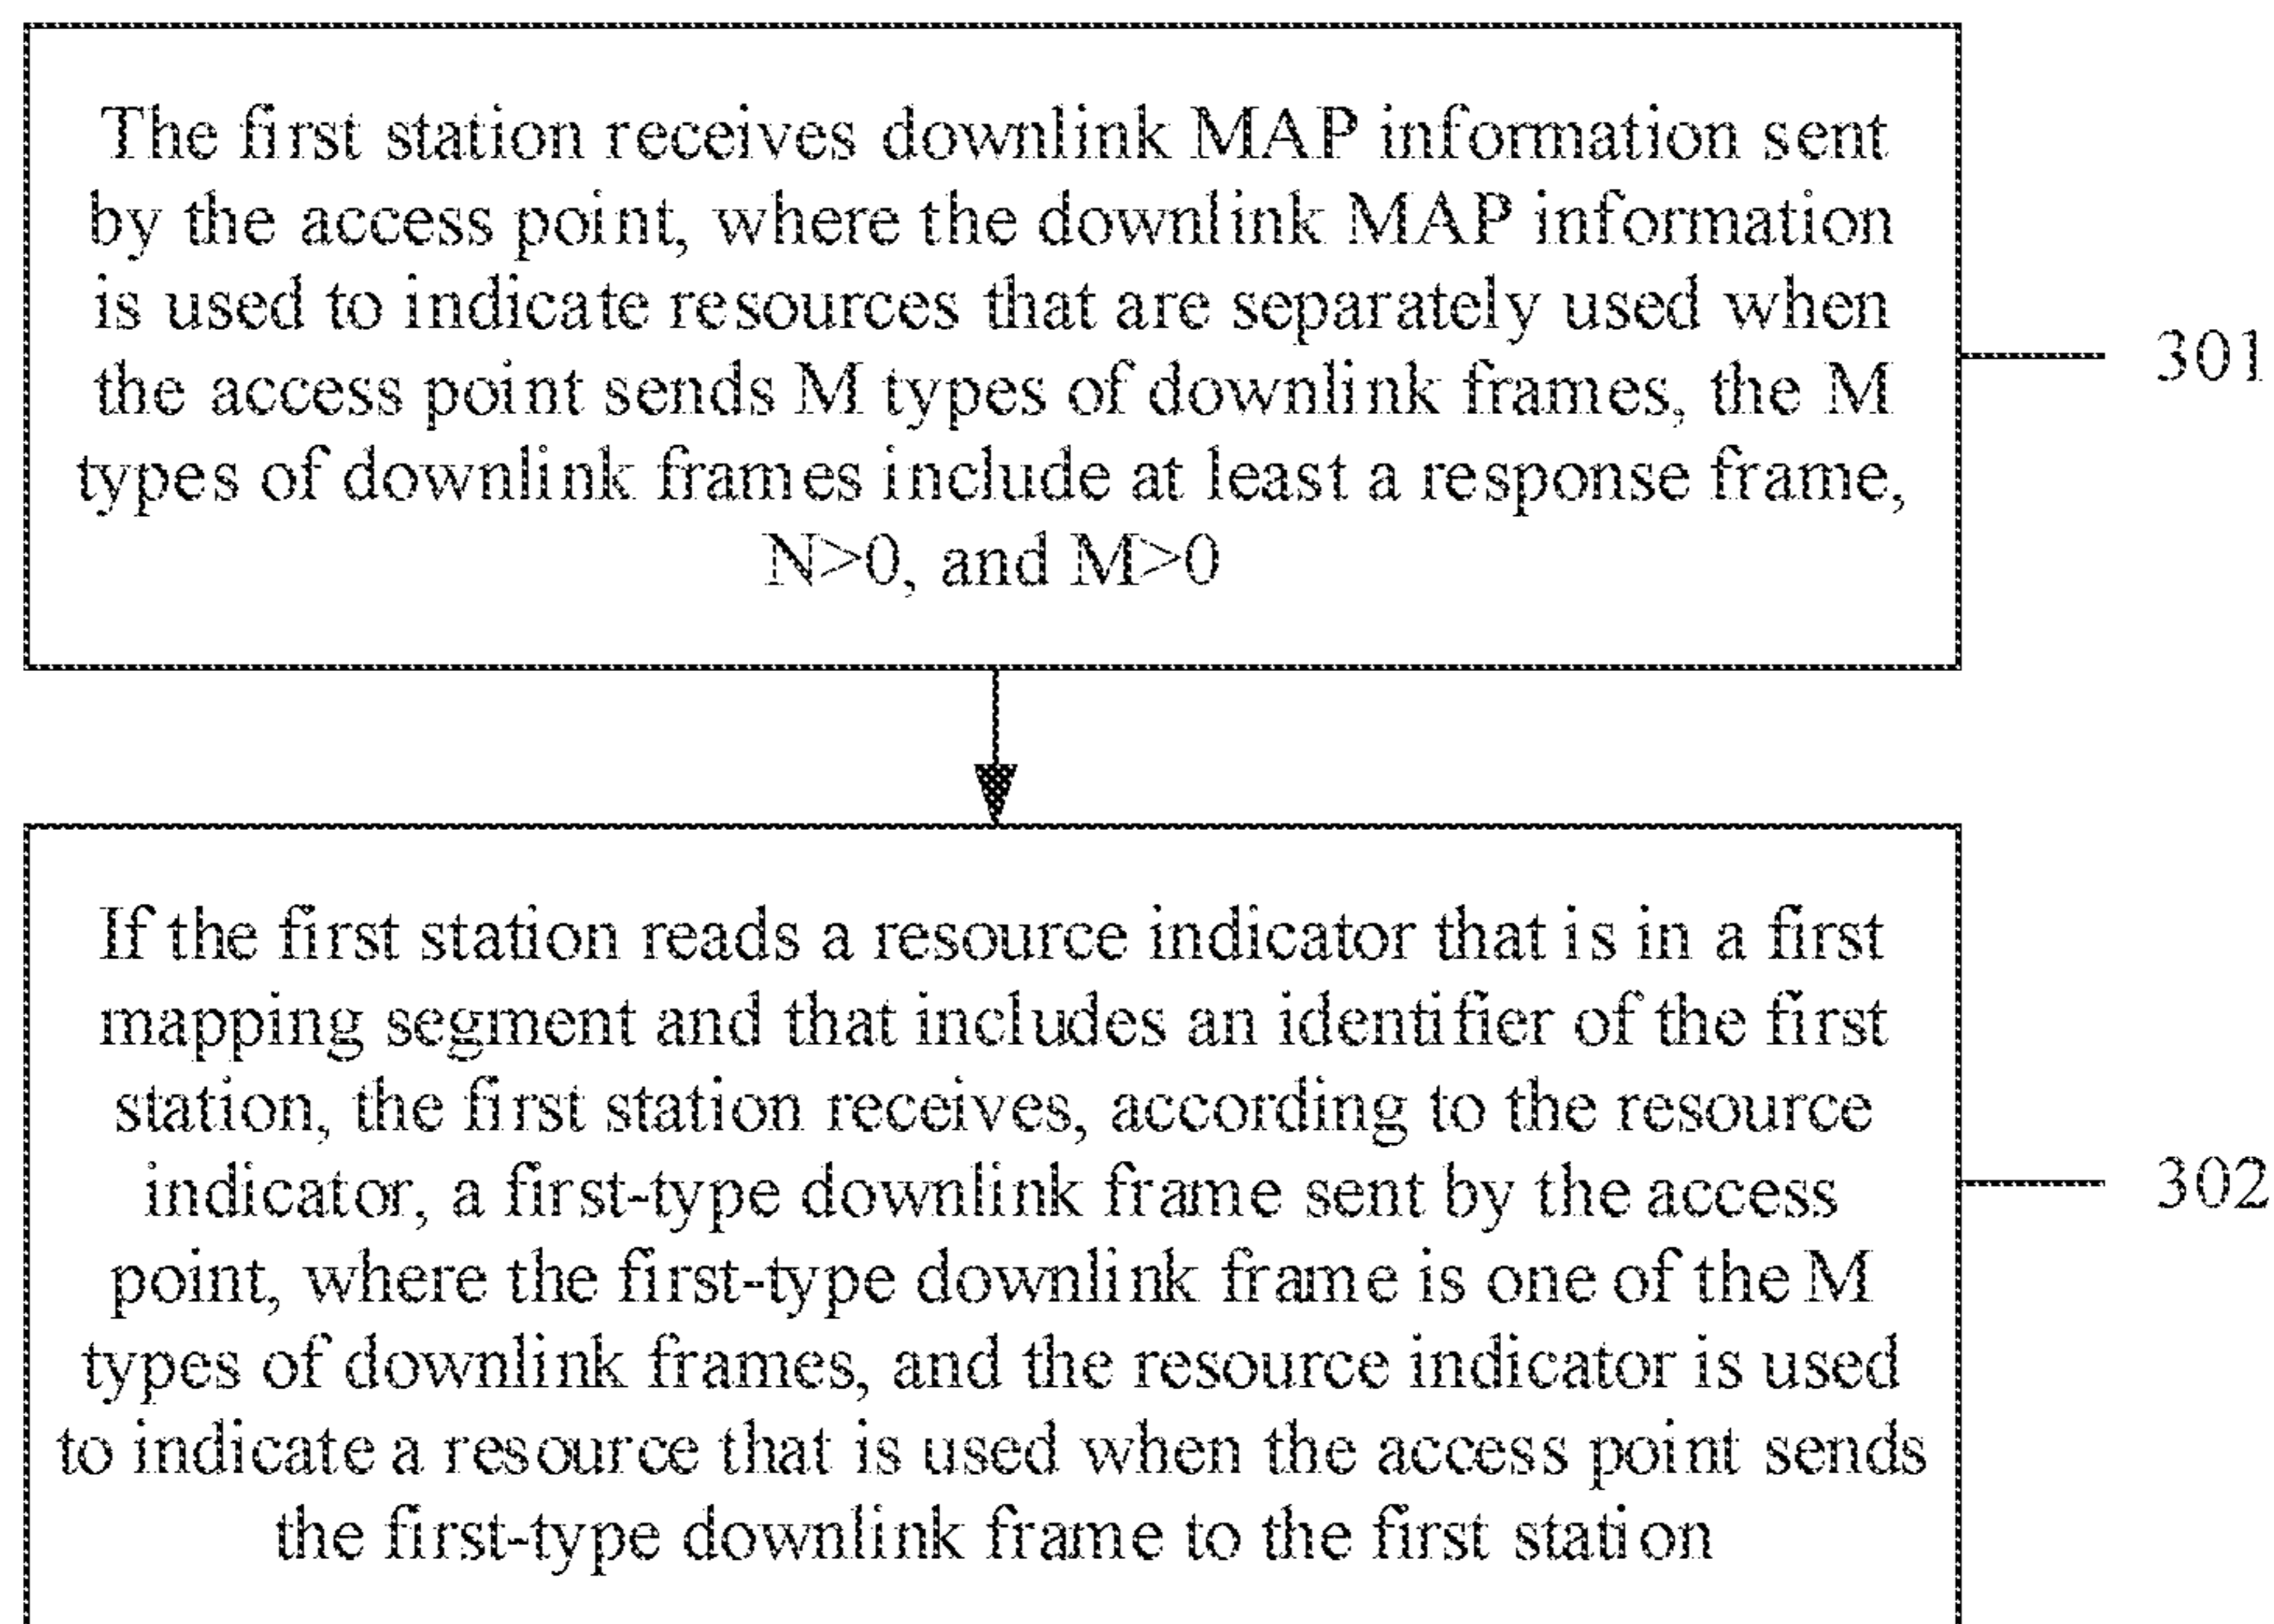 The first station receives downlink MAP information sent
by the access point, where the downlink MAP information
is used to indicate resources that are separately used when
the access point sends M types of downlink frames, the M
types of downlink frames include at least a response frame,
N>0, and M>0
301
If the first station reads a resource indicator that is in a first
mapping segment and that includes an identifier of the first
station, the first station receives, according to the resource
indicator, a first-type downlink frame sent by the access
point, where the first-type downlink frame is one of the M
types of downlink frames, and the resource indicator is used
to indicate a resource that is used when the access point sends
the first-type downlink frame to the first station
302